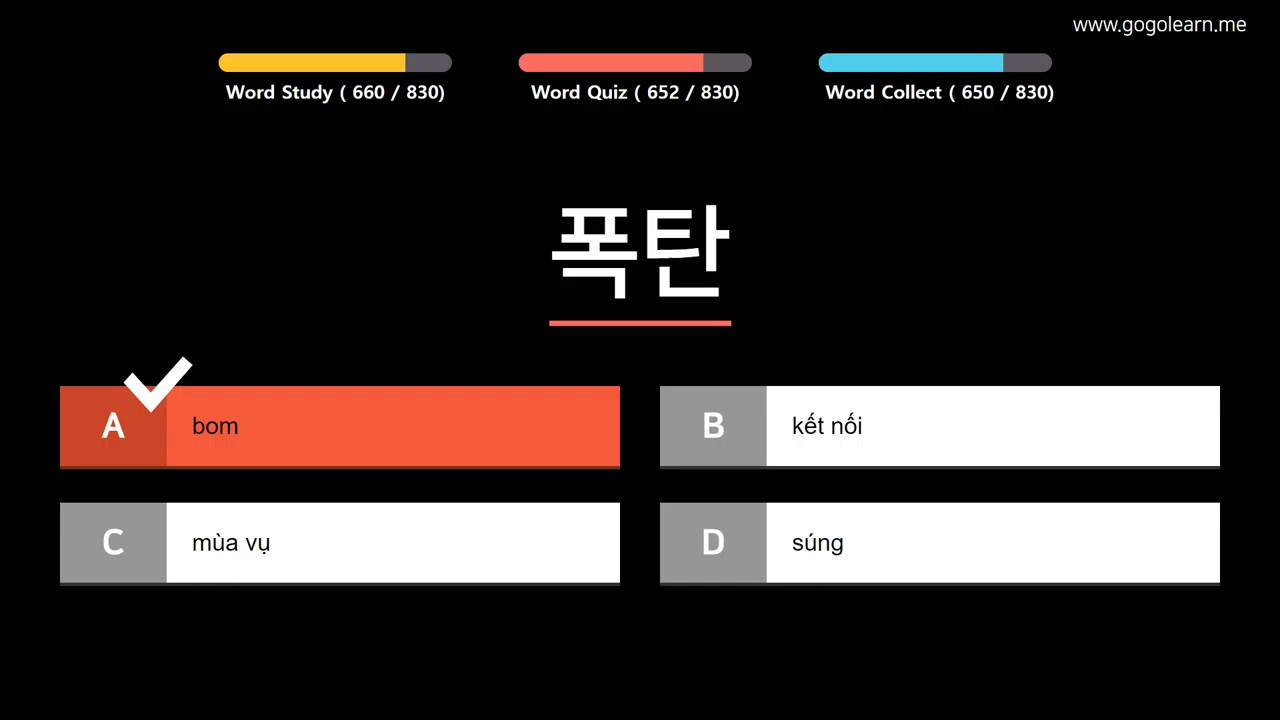 www.gogolearn.me
Word Study ( 660 / 830)
Word Quiz ( 652 / 830)
Word Collect ( 650 / 830)
폭탄
A bom
B kết nối
C mùa vụ
D súng